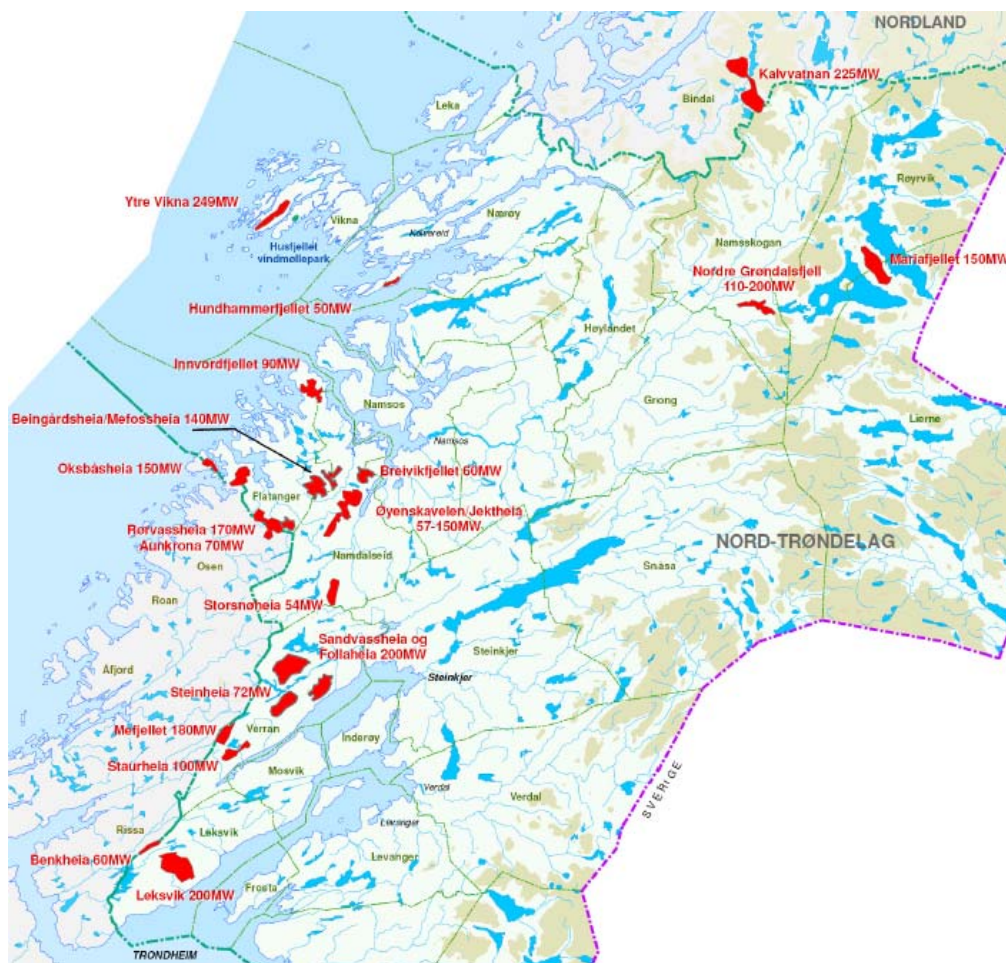 NORDLAND
Kalvvatnan 225MW
Bindal
Leka
Røyrvik
Ytre Vikna 249MW
Vikna
Nærøy
Kolvereid
Husfjellet
vindmøllepark
Namsskogan
Mariafjellet 150MW
Nordre Grøndalsfjell
110-200MW
Hundhammerfjellet 50MW
Høylandet
Innvordfjellet 90MW
Grong
Namsos
Lierne
Beingårdsheia/Mefossheia 140MW
Namsos
Oksbåsheia 150MW
Breivikfjellet 60MW
Flatanger
Øyenskavelen/Jektheia
57-150MW
Rørvassheia 170MW
Aunkrona 70MW
NORD-TRØNDELAG
Namdalseid
Osen
Snåsa
Roan
Storsnøheia 54MW
Sandvassheia og
Follaheia 200MW
Steinkjer
Åfjord
Steinkjer
Steinheia 72MW
Mefjellet 180MW
Verran
Inderøy
Staurheia 100MW
Mosvik
SVERIGE
Verdal
Verdal
Levanger
Rissa
Leksvik
Benkheia 60MW
Levanger
Leksvik 200MW
Frosta
TRONDHEIM